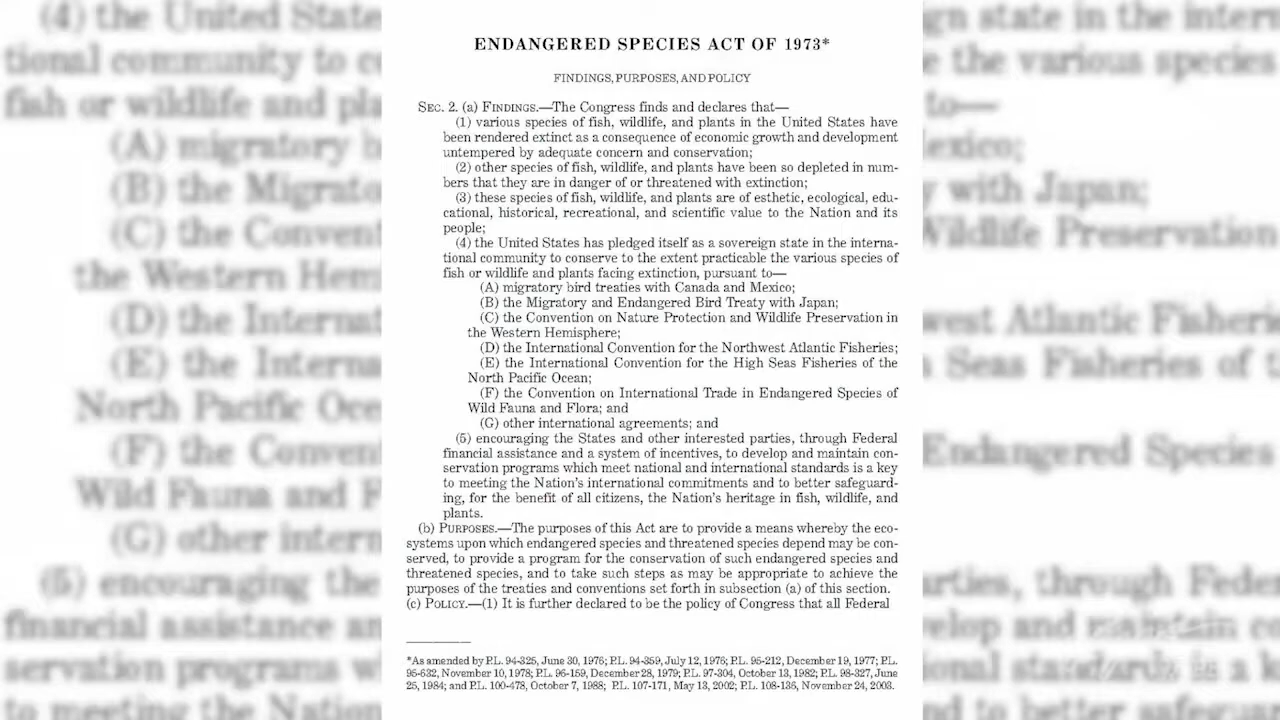 ENDANGERED SPECIES ACT OF 1973*
FINDINGS, PURPOSES, AND POLICY
SEC. 2. (a) FINDINGS.—The Congress finds and declares that—
(1) various species of fish, wildlife, and plants in the United States have
been rendered extinct as a consequence of economic growth and development
untempered by adequate concern and conservation;
(2) other species of fish, wildlife, and plants have been so depleted in num-
bers that they are in danger of or threatened with extinction;
(3) these species of fish, wildlife, and plants are of esthetic, ecological, edu-
cational, historical, recreational, and scientific value to the Nation and its
people;
(4) the United States has pledged itself as a sovereign state in the interna-
tional community to conserve to the extent practicable the various species of
fish or wildlife and plants facing extinction, pursuant to—
(A) migratory bird treaties with Canada and Mexico;
(B) the Migratory and Endangered Bird Treaty with Japan;
(C) the Convention on Nature Protection and Wildlife Preservation in
the Western Hemisphere;
(D) the International Convention for the Northwest Atlantic Fisheries;
(E) the International Convention for the High Seas Fisheries of the
North Pacific Ocean;
(F) the Convention on International Trade in Endangered Species of
Wild Fauna and Flora; and
(G) other international agreements; and
(5) encouraging the States and other interested parties, through Federal
financial assistance and a system of incentives, to develop and maintain con-
servation programs which meet national and international standards is a key
to meeting the Nation's international commitments and to better safeguard-
ing, for the benefit of all citizens, the Nation's heritage in fish, wildlife, and
plants.
(b) PURPOSES.—The purposes of this Act are to provide a means whereby the eco-
systems upon which endangered species and threatened species depend may be con-
served, to provide a program for the conservation of such endangered species and
threatened species, and to take such steps as may be appropriate to achieve the
purposes of the treaties and conventions set forth in subsection (a) of this section.
(c) POLICY.—(1) It is further declared to be the policy of Congress that all Federal
*As amended by P.L. 94-325, June 30, 1976; P.L. 94-359, July 12, 1976; P.L. 95-212, December 19, 1977; P.L.
95-632, November 10, 1978; P.L. 96-159, December 28, 1979; P.L. 97-304, October 13, 1982; P.L. 98-327, June
25, 1984; and P.L. 100-478, October 7, 1988; P.L. 107-171, May 13, 2002; P.L. 108-136, November 24, 2003.